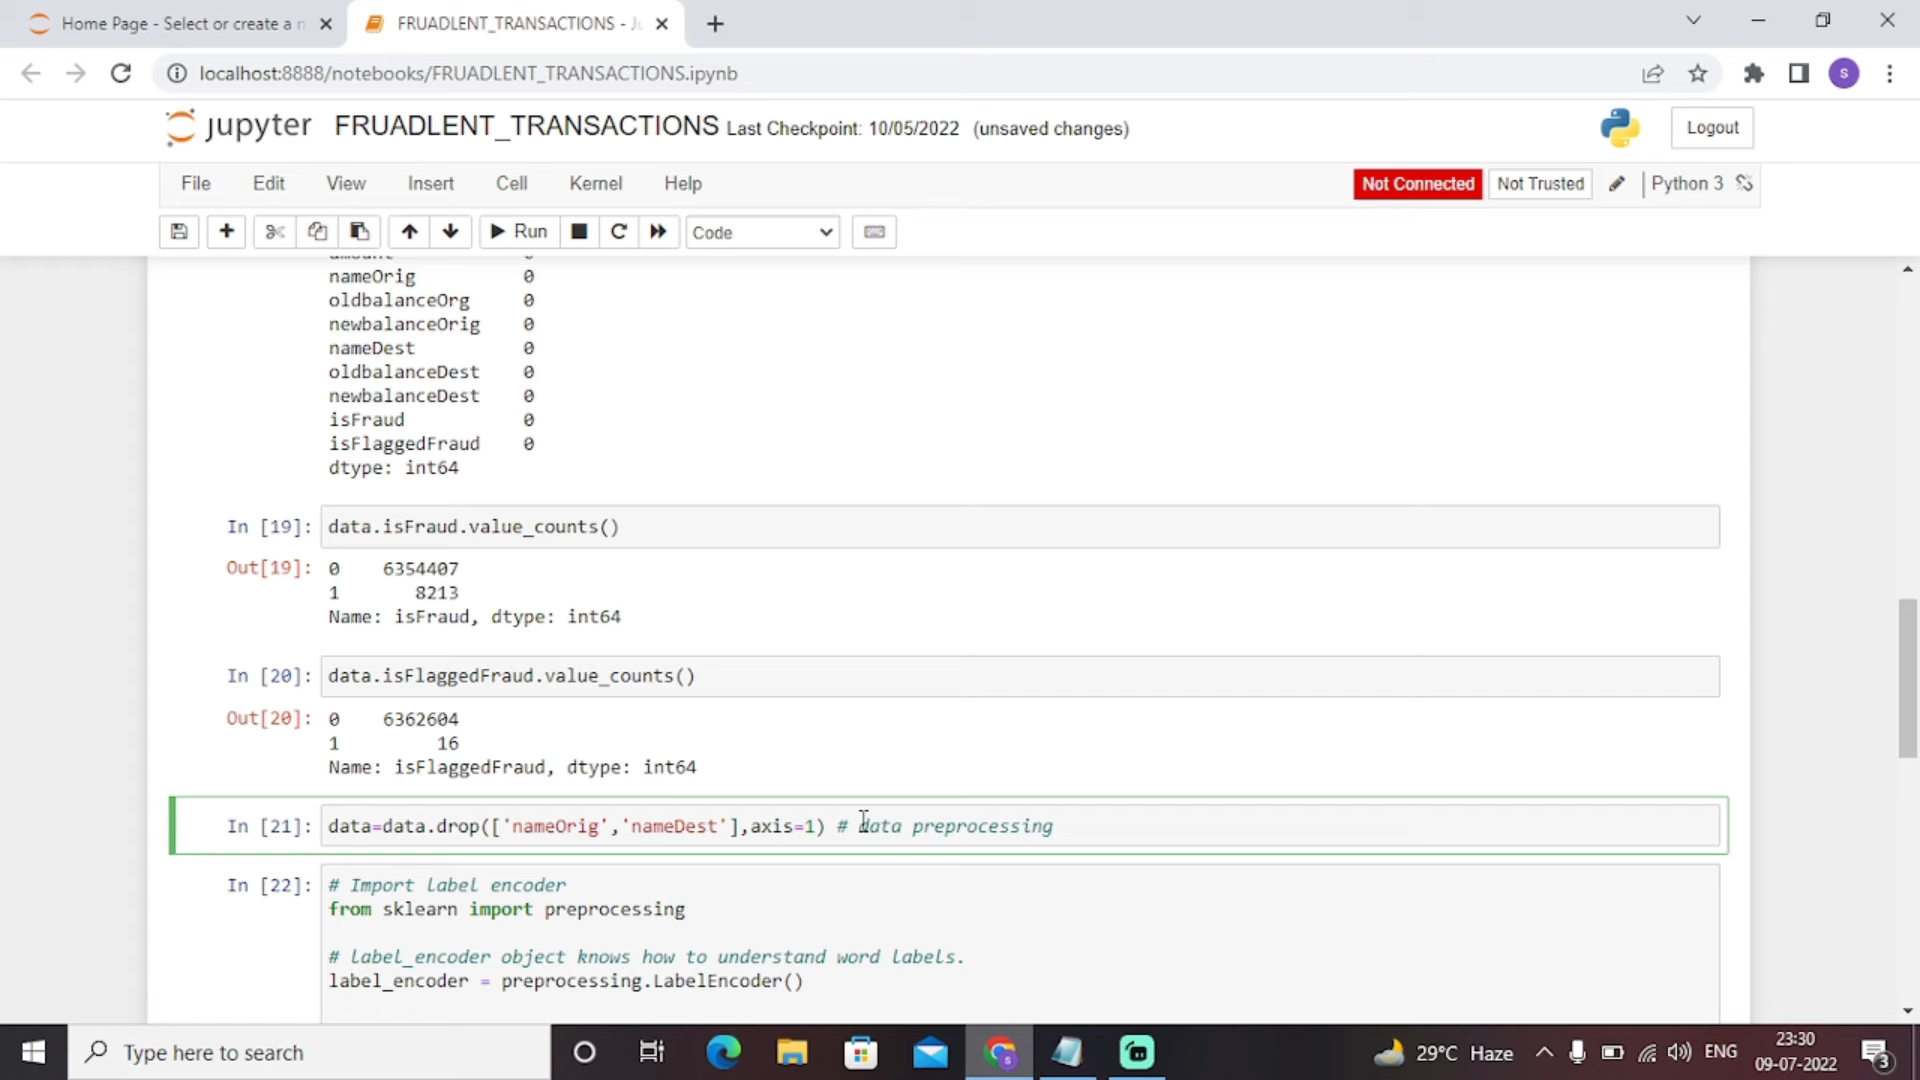 Home Page - Select or create a n
FRUADLENT_TRANSACTIONS - Ju
localhost:8888/notebooks/FRUADLENT_TRANSACTIONS.ipynb
S
jupyter FRUADLENT_TRANSACTIONS Last Checkpoint: 10/05/2022 (unsaved changes)
Logout
File Edit View Insert Cell Kernel Help
Not Connected Not Trusted Python 3
Run Code
amount 0
nameOrig 0
oldbalanceOrg 0
newbalanceOrig 0
nameDest 0
oldbalanceDest 0
newbalanceDest 0
isFraud 0
isFlaggedFraud 0
dtype: int64
In [19]: data.isFraud.value_counts()
Out[19]: 0 6354407
1 8213
Name: isFraud, dtype: int64
In [20]: data.isFlaggedFraud.value_counts()
Out[20]: 0 6362604
1 16
Name: isFlaggedFraud, dtype: int64
In [21]: data=data.drop(['nameOrig','nameDest'],axis=1) # data preprocessing
In [22]: # Import label encoder
from sklearn import preprocessing
# label_encoder object knows how to understand word labels.
label_encoder = preprocessing.LabelEncoder()
Type here to search
29°C Haze
ENG
23:30
09-07-2022
3